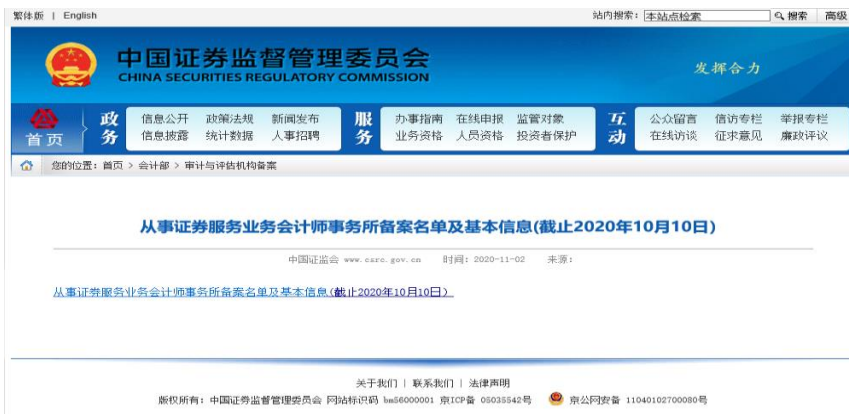 繁体版 | English 站内搜索: 本站点检索 搜索 高级
中国证券监督管理委员会
CHINA SECURITIES REGULATORY COMMISSION
发挥合力
首页
政务
信息公开 政策法规 新闻发布
信息披露 统计数据 人事招聘
服务
办事指南 在线申报 监管对象
业务资格 人员资格 投资者保护
互动
公众留言 信访专栏 举报专栏
在线访谈 征求意见 廉政评议
您的位置: 首页 > 会计部 > 审计与评估机构备案
从事证券服务业务会计师事务所备案名单及基本信息(截止2020年10月10日)
中国证监会 www.csrc.gov.cn 时间: 2020-11-02 来源:
从事证券服务业务会计师事务所备案名单及基本信息(截止2020年10月10日)
关于我们 | 联系我们 | 法律声明
版权所有: 中国证券监督管理委员会 网站标识码 bm56000001 京ICP备 05035542号 京公网安备 11040102700080号